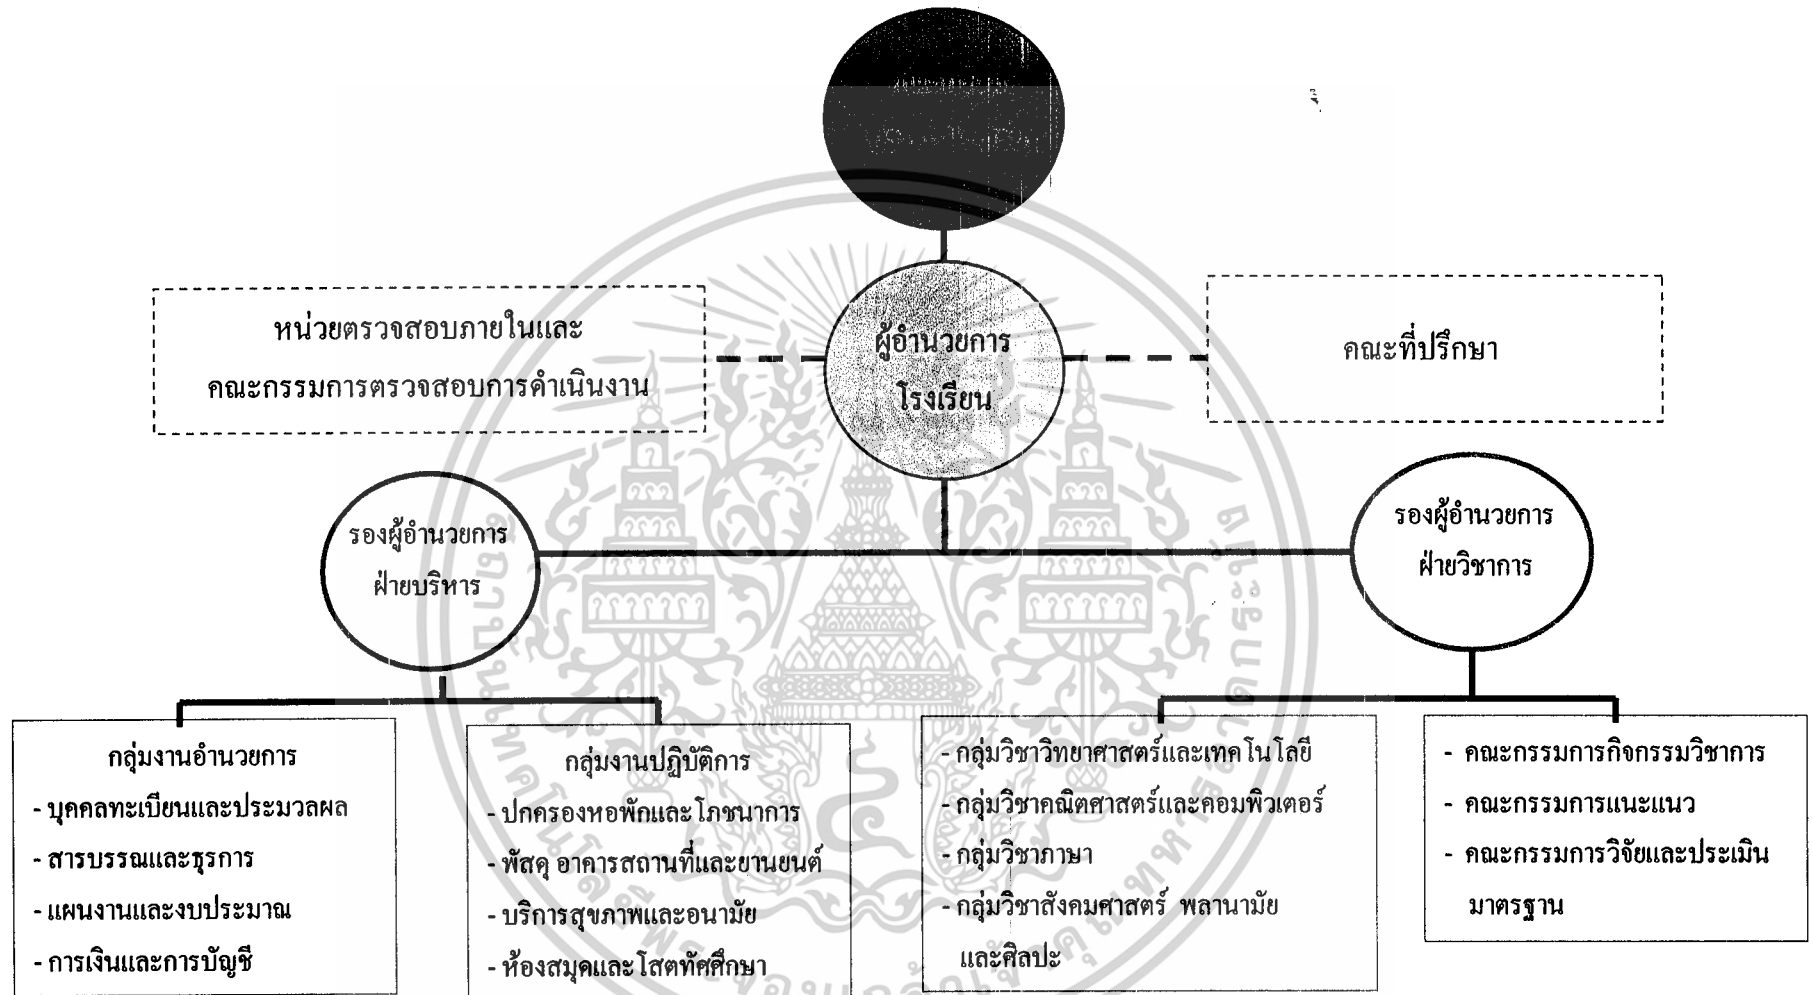 หน่วยตรวจสอบภายในและ
คณะกรรมการตรวจสอบการดำเนินงาน
ผู้อำนวยการ
โรงเรียน
คณะที่ปรึกษา
รองผู้อำนวยการ
ฝ่ายบริหาร
รองผู้อำนวยการ
ฝ่ายวิชาการ
กลุ่มงานอำนวยการ
- บุคคลทะเบียนและประมวลผล
- สารบรรณและธุรการ
- แผนงานและงบประมาณ
- การเงินและการบัญชี
กลุ่มงานปฏิบัติการ
- ปกครองหอพักและโภชนาการ
- พัสดุ อาคารสถานที่และยานยนต์
- บริการสุขภาพและอนามัย
- ห้องสมุดและโสตทัศศึกษา
- กลุ่มวิชาวิทยาศาสตร์และเทคโนโลยี
- กลุ่มวิชาคณิตศาสตร์และคอมพิวเตอร์
- กลุ่มวิชาภาษา
- กลุ่มวิชาสังคมศาสตร์ พลานามัย
และศิลปะ
- คณะกรรมการกิจกรรมวิชาการ
- คณะกรรมการแนะแนว
- คณะกรรมการวิจัยและประเมิน
มาตรฐาน